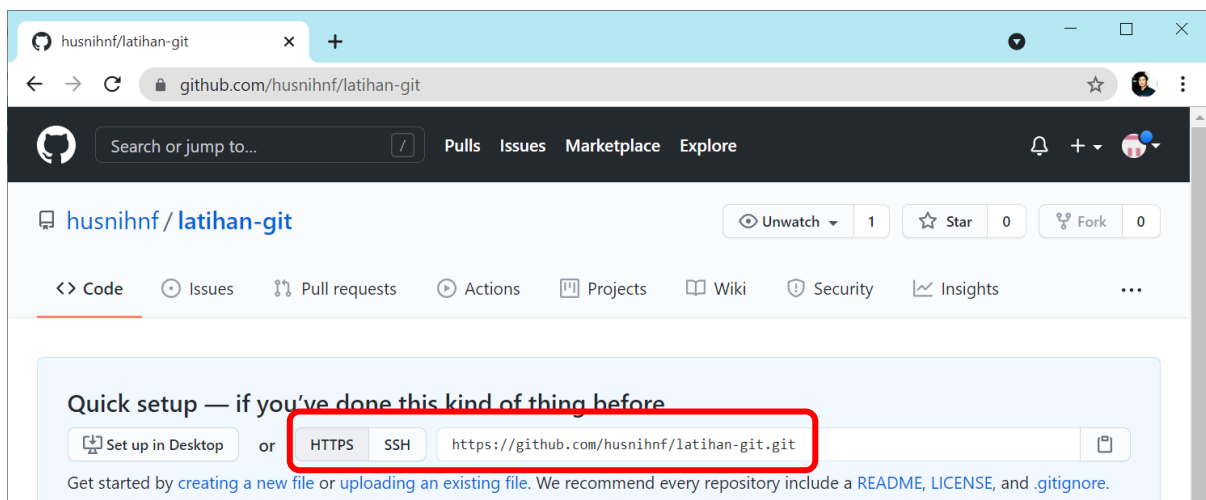 husnihnf/latihan-git
github.com/husnihnf/latihan-git
Search or jump to... / Pulls Issues Marketplace Explore
husnihnf / latihan-git Unwatch 1 Star 0 Fork 0
<> Code Issues Pull requests Actions Projects Wiki Security Insights ...
Quick setup — if you've done this kind of thing before
Set up in Desktop or HTTPS SSH https://github.com/husnihnf/latihan-git.git
Get started by creating a new file or uploading an existing file. We recommend every repository include a README, LICENSE, and .gitignore.